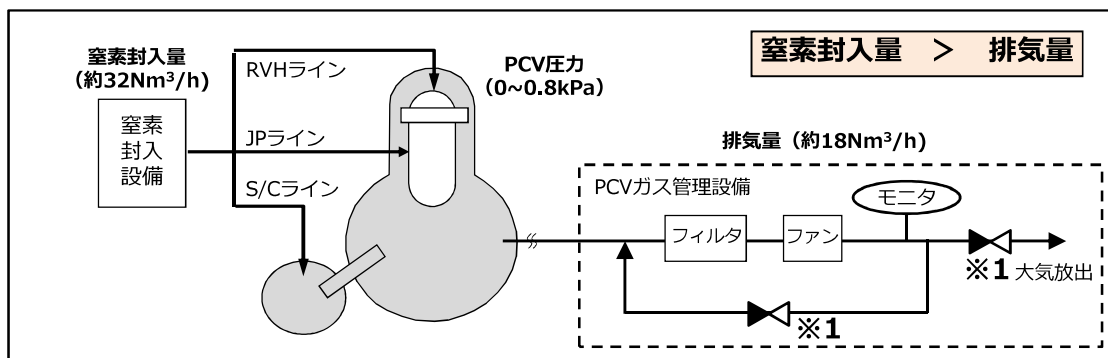 窒素封入量 ＞ 排気量
窒素封入量
（約32Nm³/h）
RVHライン
PCV圧力
（0~0.8kPa）
窒素
封入
設備
JPライン
S/Cライン
排気量（約18Nm³/h）
PCVガス管理設備
モニタ
フィルタ
ファン
※1 大気放出
※1